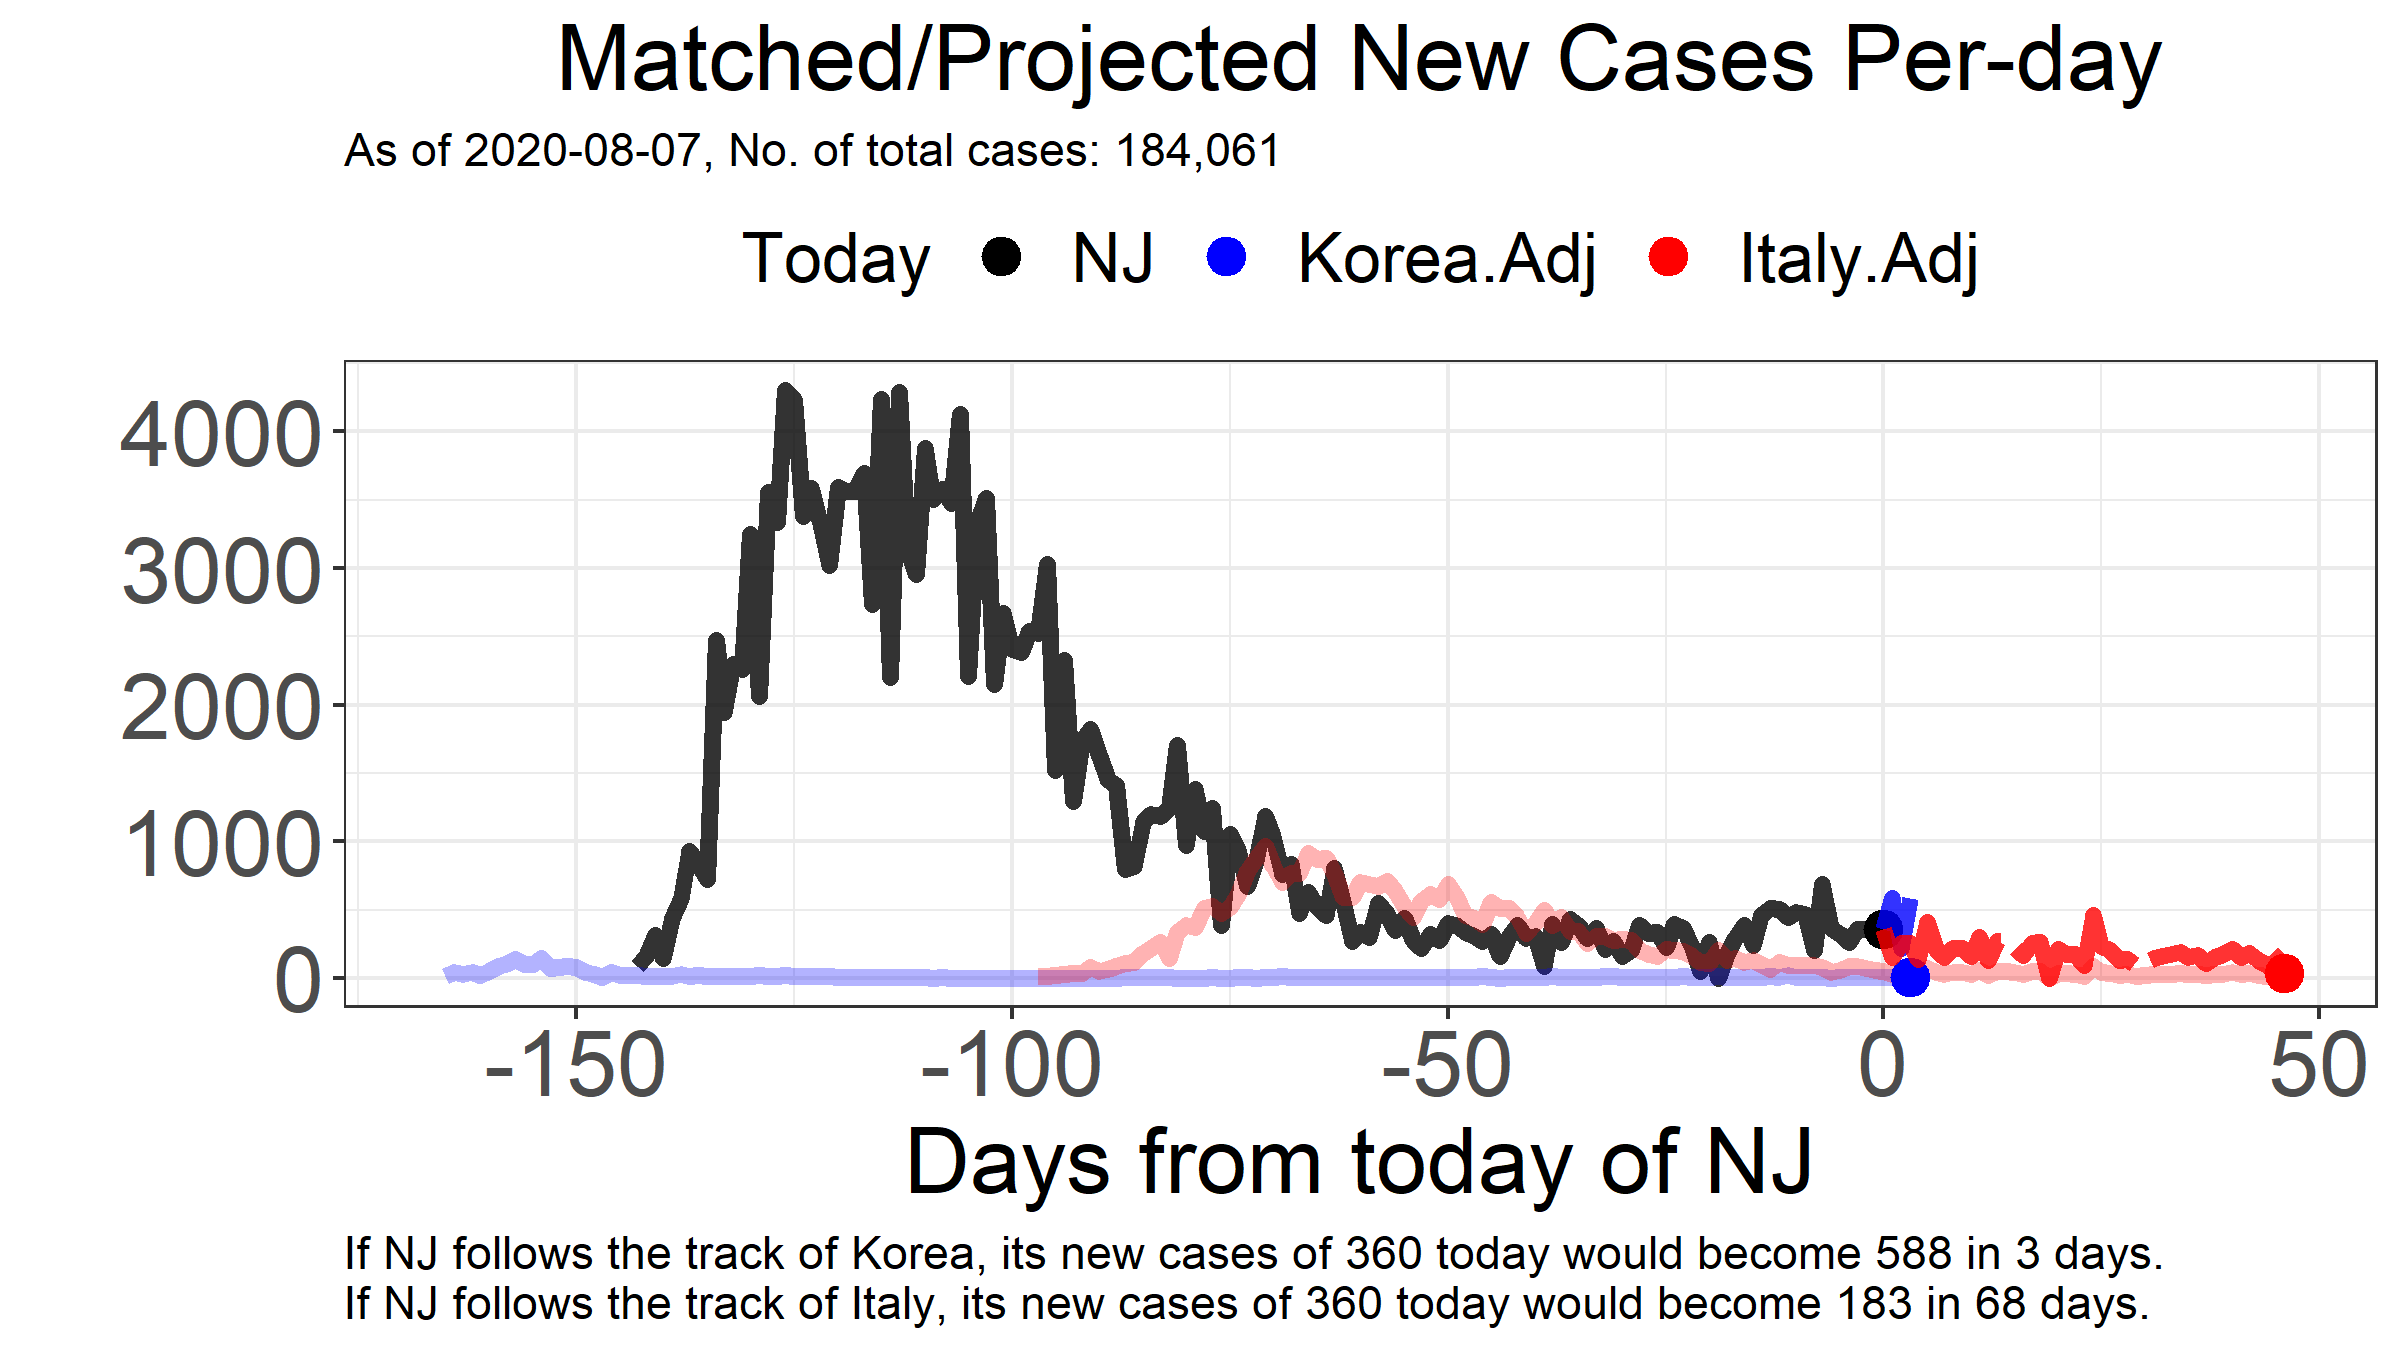 Matched/Projected New Cases Per-day
As of 2020-08-07, No. of total cases: 184,061
Today NJ Korea.Adj Italy.Adj
4000
3000
2000
1000
0
-150 -100 -50 0 50
Days from today of NJ
If NJ follows the track of Korea, its new cases of 360 today would become 588 in 3 days.
If NJ follows the track of Italy, its new cases of 360 today would become 183 in 68 days.